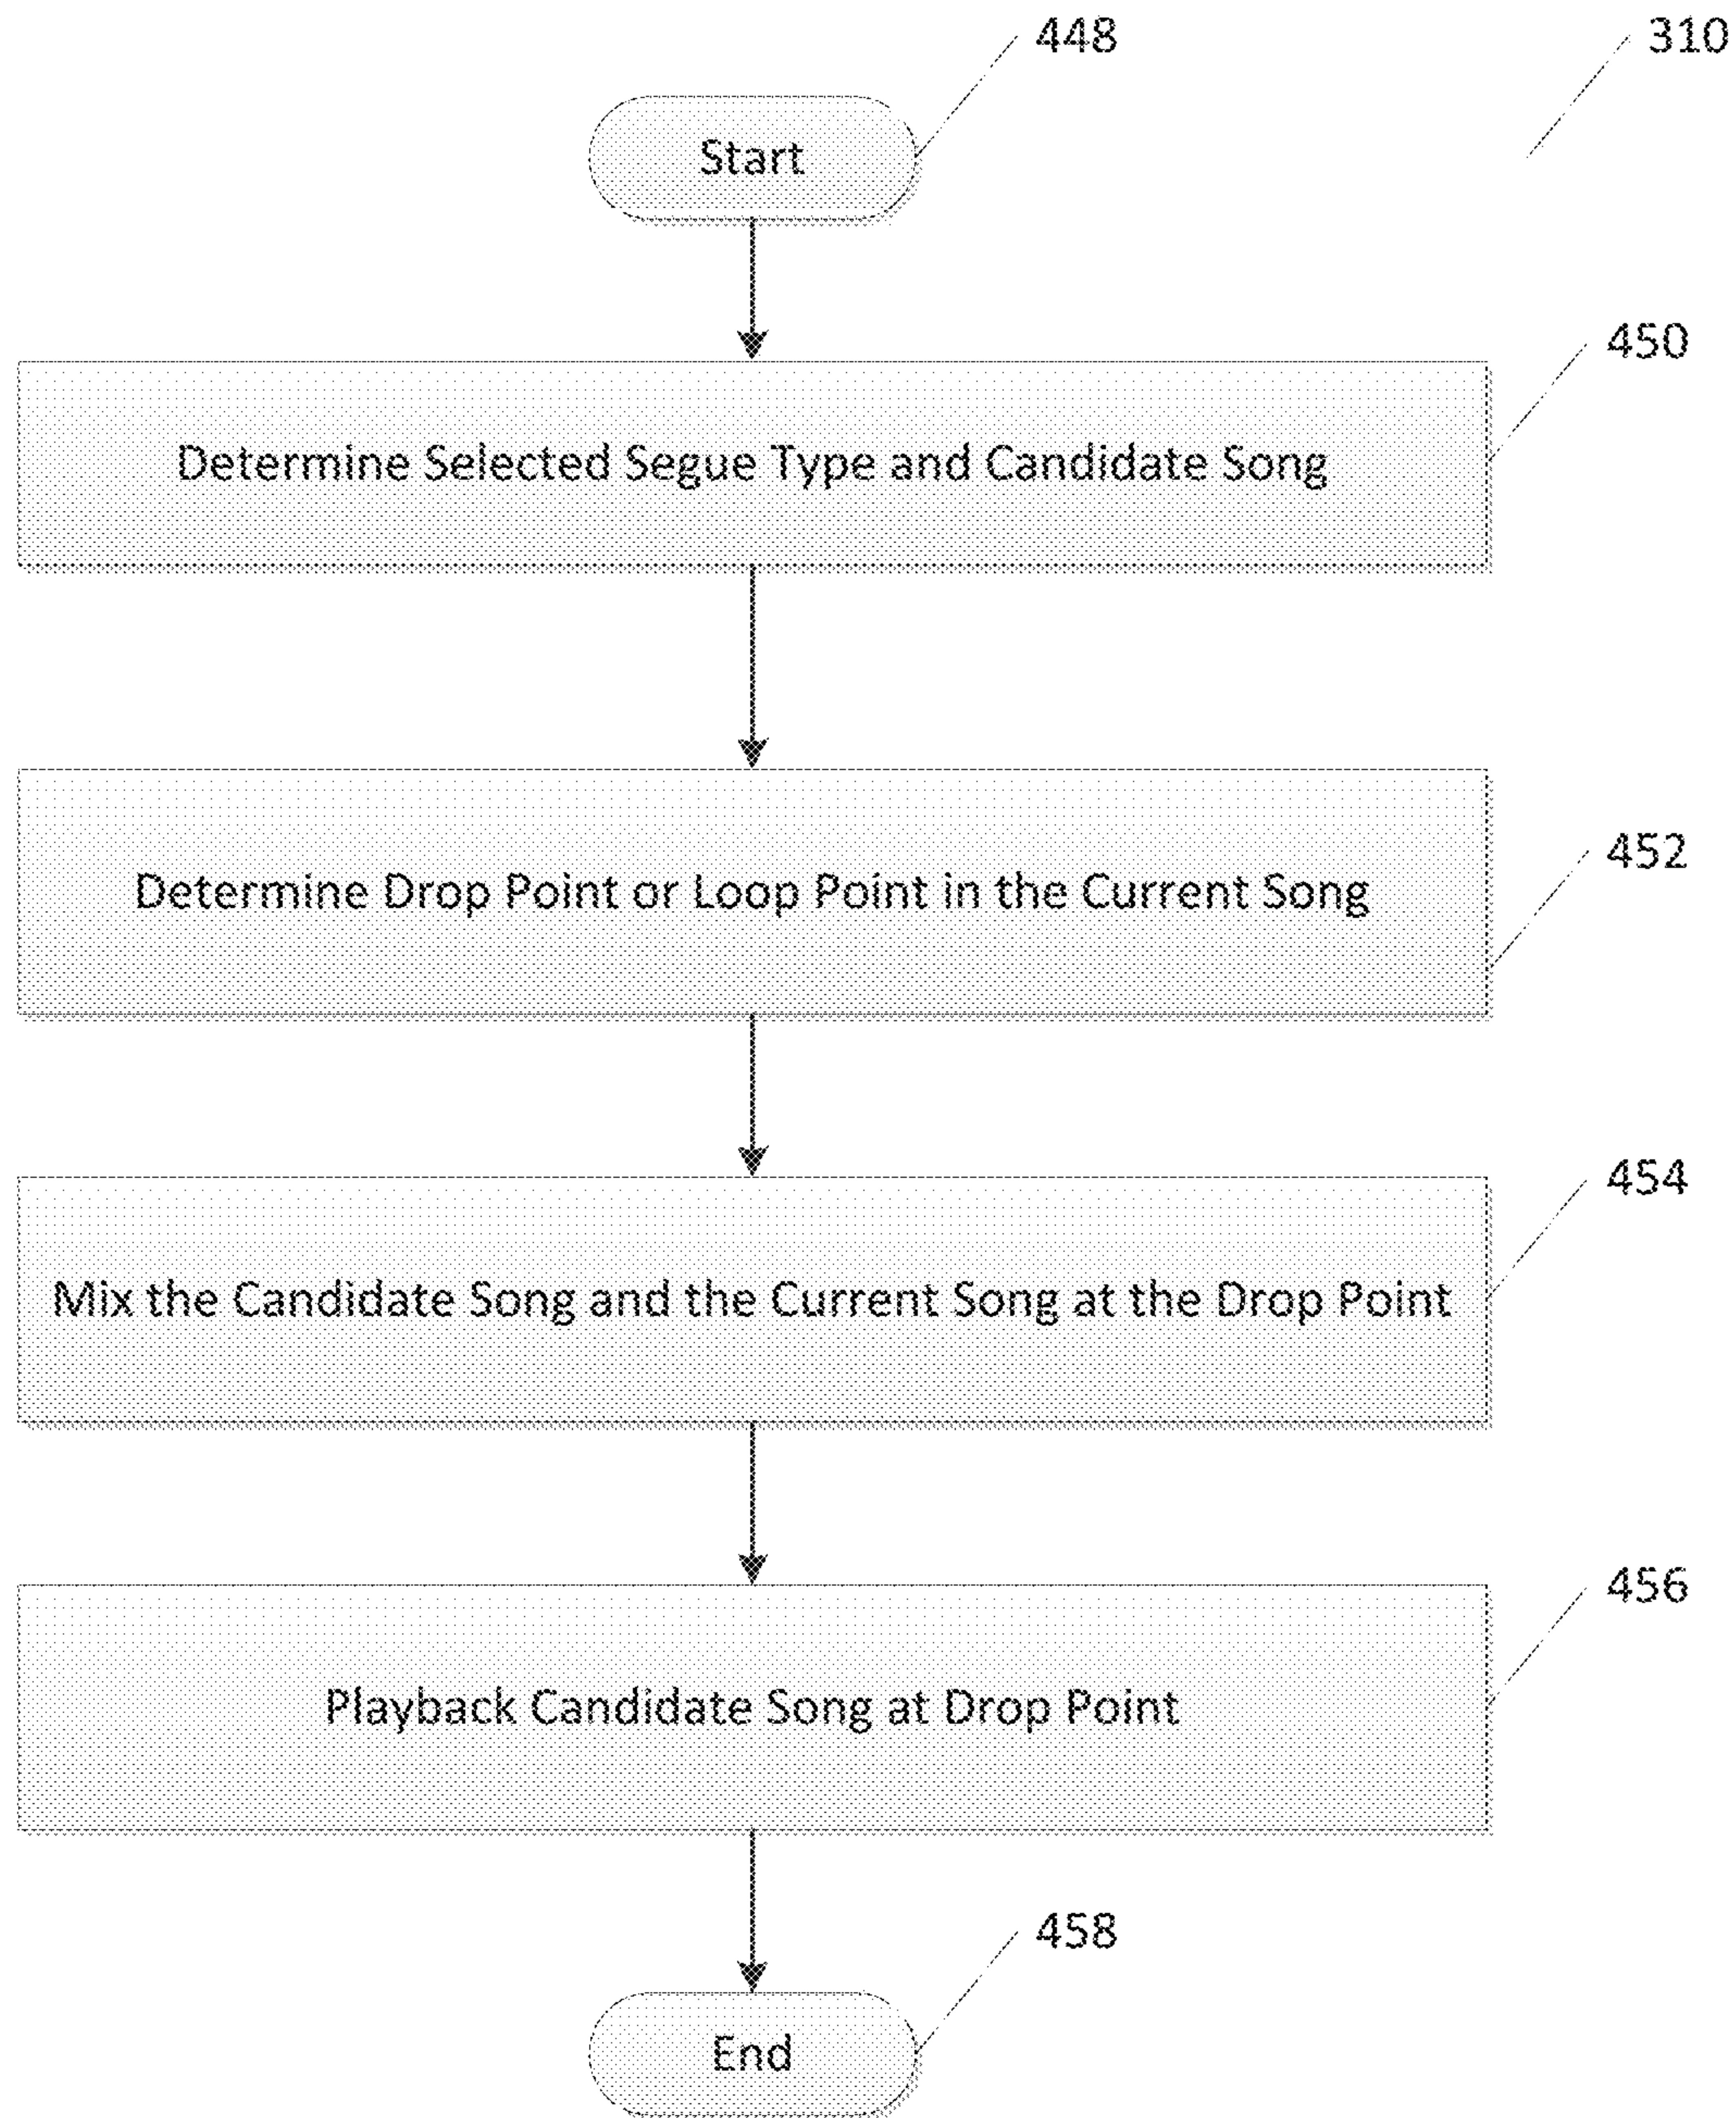 448
310
Start
450
Determine Selected Segue Type and Candidate Song
452
Determine Drop Point or Loop Point in the Current Song
454
Mix the Candidate Song and the Current Song at the Drop Point
456
Playback Candidate Song at Drop Point
458
End